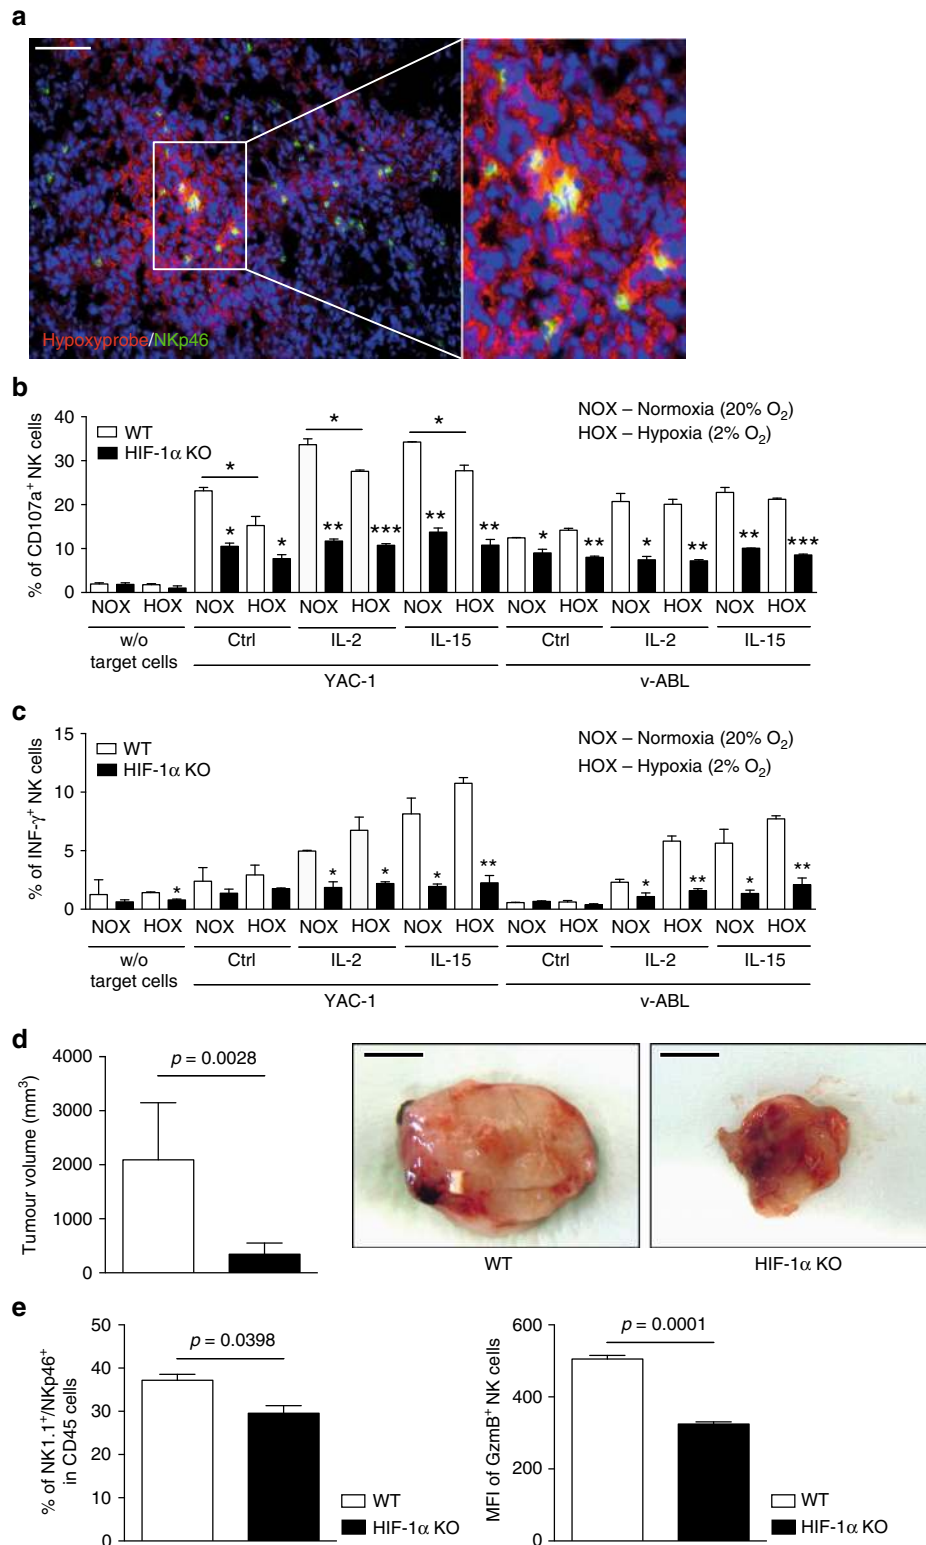 a
Hypoxyprobe/NKp46
b
% of CD107a⁺ NK cells
40
30
20
10
0
WT
HIF-1α KO
NOX – Normoxia (20% O₂)
HOX – Hypoxia (2% O₂)
* * * * * ** *** ** ** * ** * ** ** ***
NOX HOX NOX HOX NOX HOX NOX HOX NOX HOX NOX HOX NOX HOX
w/o target cells Ctrl IL-2 IL-15 Ctrl IL-2 IL-15
YAC-1 v-ABL
c
% of INF-γ⁺ NK cells
15
10
5
0
WT
HIF-1α KO
NOX – Normoxia (20% O₂)
HOX – Hypoxia (2% O₂)
* * * * ** * ** * **
NOX HOX NOX HOX NOX HOX NOX HOX NOX HOX NOX HOX NOX HOX
w/o target cells Ctrl IL-2 IL-15 Ctrl IL-2 IL-15
YAC-1 v-ABL
d
Tumour volume (mm³)
4000
3000
2000
1000
0
p = 0.0028
WT
HIF-1α KO
e
% of NK1.1⁺/NKp46⁺
in CD45 cells
50
40
30
20
10
0
p = 0.0398
WT
HIF-1α KO
MFI of GzmB⁺ NK cells
600
400
200
0
p = 0.0001
WT
HIF-1α KO